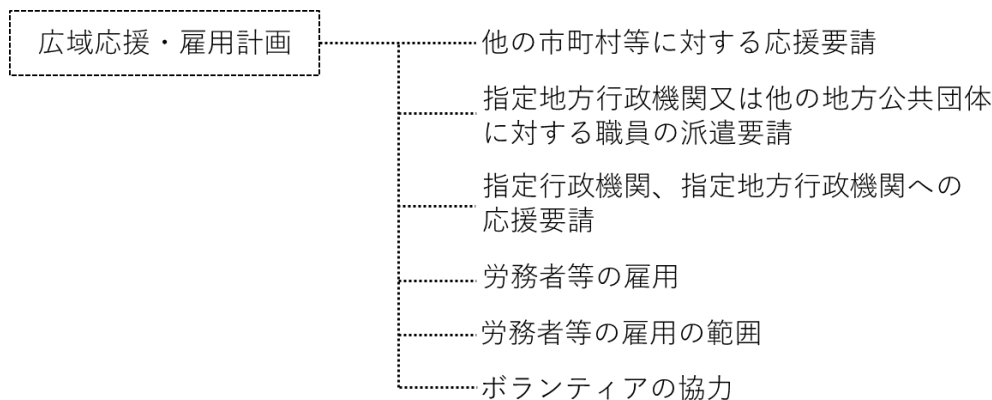 広域応援・雇用計画
他の市町村等に対する応援要請
指定地方行政機関又は他の地方公共団体
に対する職員の派遣要請
指定行政機関、指定地方行政機関への
応援要請
労務者等の雇用
労務者等の雇用の範囲
ボランティアの協力